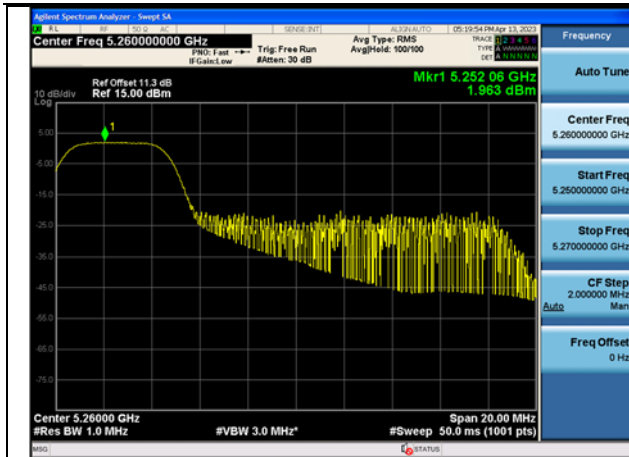 Agilent Spectrum Analyzer - Swept SA
RL RF 50 Ω AC SENSE:INT ALIGN AUTO 05:19:54 PM Apr 13, 2023
Center Freq 5.260000000 GHz
PNO: Fast
IFGain:Low
Trig: Free Run
#Atten: 30 dB
Avg Type: RMS
Avg|Hold: 100/100
TRACE 1 2 3 4 5 6
TYPE A WWWWW
DET A N N N N N
Mkr1 5.252 06 GHz
1.963 dBm
Ref Offset 11.3 dB
Ref 15.00 dBm
10 dB/div
Log
1
5.00
-5.00
-15.0
-25.0
-35.0
-45.0
-55.0
-65.0
-75.0
Center 5.26000 GHz
Span 20.00 MHz
#Res BW 1.0 MHz
#VBW 3.0 MHz*
#Sweep 50.0 ms (1001 pts)
MSG
STATUS
Frequency
Auto Tune
Center Freq
5.260000000 GHz
Start Freq
5.250000000 GHz
Stop Freq
5.270000000 GHz
CF Step
2.000000 MHz
Auto Man
Freq Offset
0 Hz